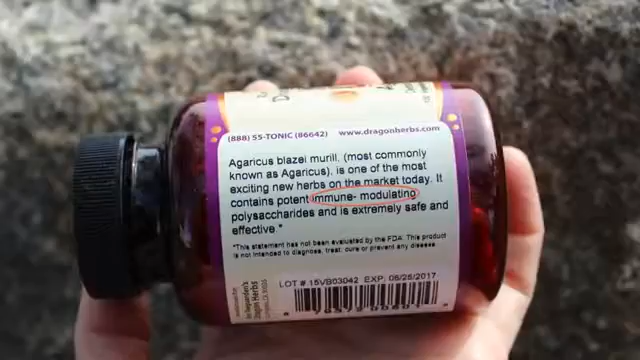 (888) 55-TONIC (86642) www.dragonherbs.com
Agaricus blazei murill, (most commonly
known as Agaricus), is one of the most
exciting new herbs on the market today. It
contains potent immune- modulating
polysaccharides and is extremely safe and
effective.*
*This statement has not been evaluated by the FDA. This product
is not intended to diagnose, treat, cure or prevent any disease.
LOT # 15VB03042 EXP: 06/25/2017
Dragon Herbs